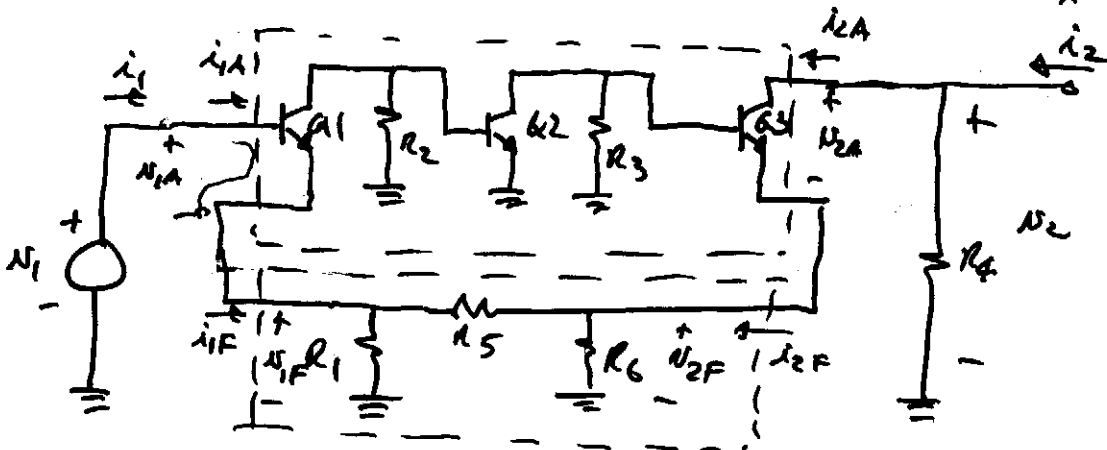 i2A
i2
i1
i1A
+
Q1
R2
Q2
R3
Q3
+
v2A
-
+
v1A
-
+
v1
-
v2
R4
-
i1F
+
v1F
-
R1
R5
R6
+
v2F
-
i2F